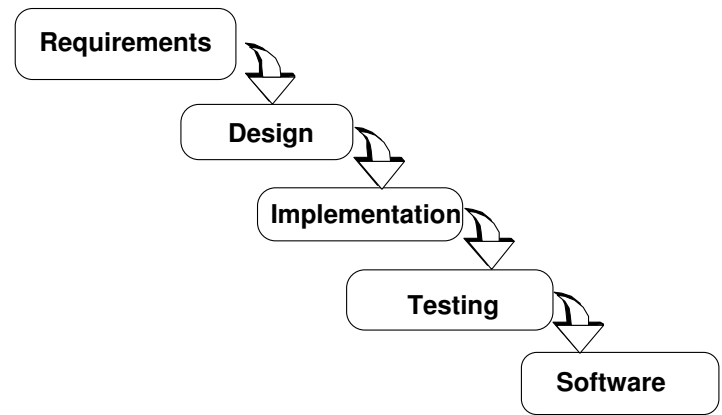 Requirements
Design
Implementation
Testing
Software